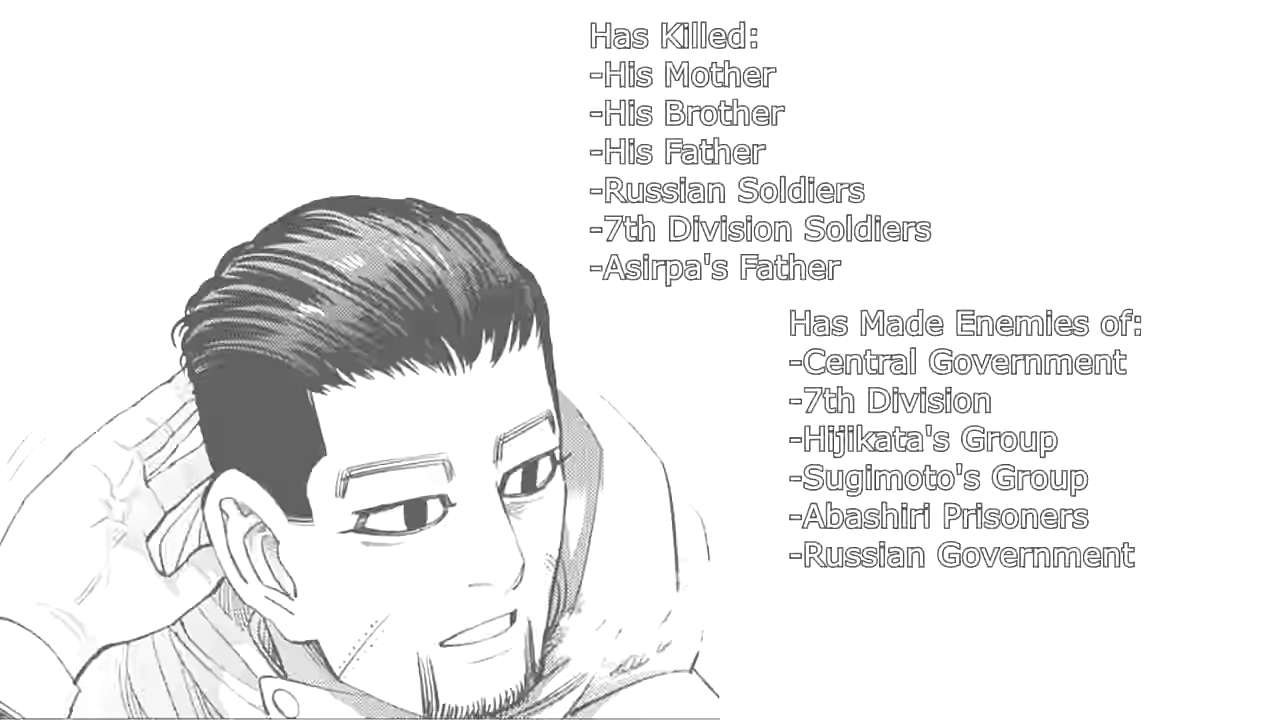 Has Killed:
-His Mother
-His Brother
-His Father
-Russian Soldiers
-7th Division Soldiers
-Asirpa's Father
Has Made Enemies of:
-Central Government
-7th Division
-Hijikata's Group
-Sugimoto's Group
-Abashiri Prisoners
-Russian Government